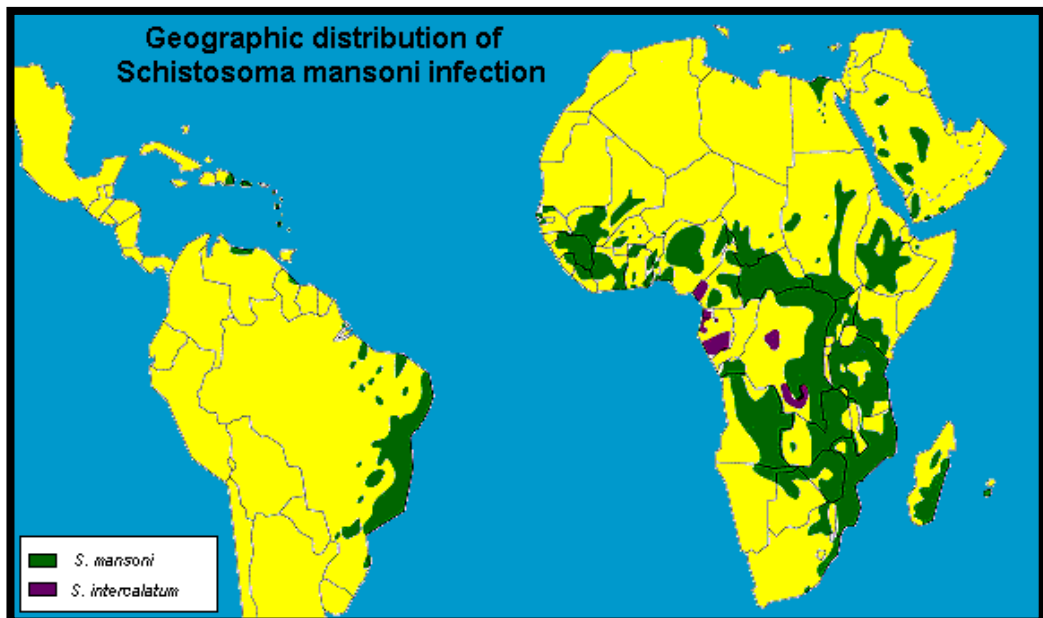 Geographic distribution of
Schistosoma mansoni infection
S. mansoni
S. intercalatum